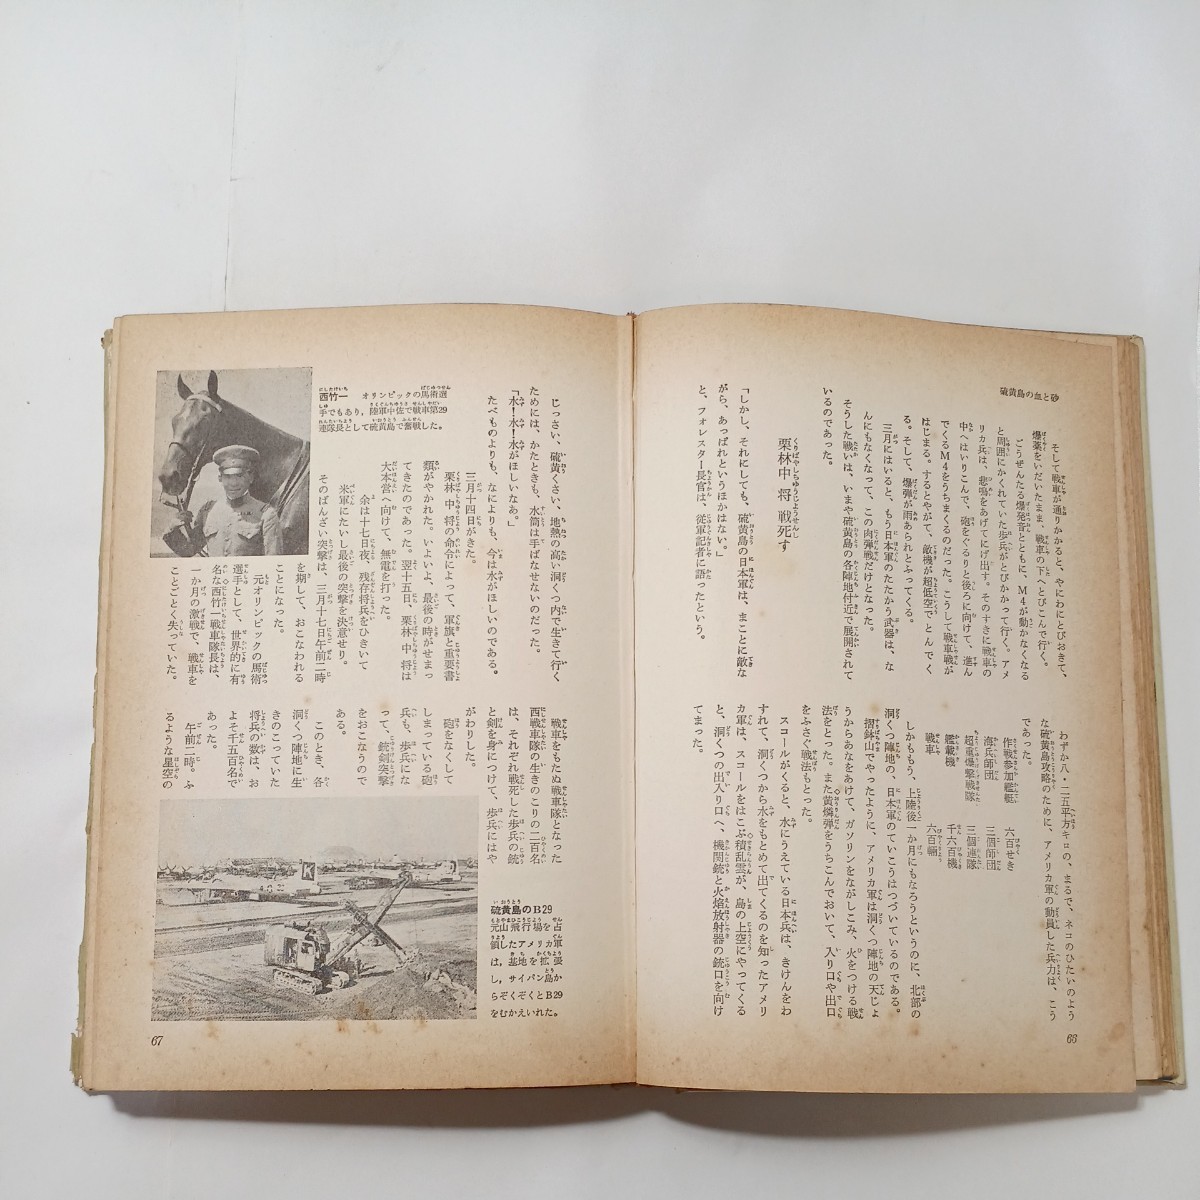 硫黄島の血と砂
そして戦車が通りかかると、やにわにとびおきて、
爆薬をいだいたまま、戦車の下へとびこんで行く。
ごうぜんたる爆発音とともに、M4が動かなくなる
と周囲にかくれていた歩兵がとびかかって行く。アメ
リカ兵は、悲鳴をあげてにげ出す。そのすきに戦車の
中へはいりこんで、砲をぐるりと後ろに向けて、進ん
でくるM4をうちまくるのだった。こうして戦車戦が
はじまる。するとやがて、敵機が超低空で とんでく
る。そして、爆弾が雨あられとふってくる。
三月にはいると、もう日本軍のたたかう武器は、な
んにもなくなって、この肉弾戦だけとなった。
そうした戦いは、いまや硫黄島の各陣地付近で展開されて
いるのであった。
栗林中将戦死す
「しかし、それにしても、硫黄島の日本軍は、まことに敵な
がら、あっぱれというほかはない。」
と、フォレスター長官は、従軍記者に語ったという。
わずか八・二五平方キロの、まるで、ネコのひたいのよう
な硫黄島攻略のために、アメリカ軍の動員した兵力は、こう
であった。
作戦参加艦艇 六百せき
海兵師団 三個師団
超重爆撃戦隊 三個連隊
艦載機 千六百機
戦車 六百輛
しかももう、上陸後一か月にもなろうというのに、北部の
洞くつ陣地の、日本軍のていこうはつづいているのである。
摺鉢山でやったように、アメリカ軍は洞くつ陣地の天じょ
うからあなをあけて、ガソリンをながしこみ、火をつける戦
法をとった。また黄燐弾をうちこんでおいて、入り口や出口
をふさぐ戦法もとった。
スコールがくると、水にうえている日本兵は、きけんをわ
すれて、洞くつから水をもとめて出てくるのを知ったアメリ
カ軍は、スコールをはこぶ積乱雲が、島の上空にやってくる
と、洞くつの出入り口へ、機関銃と火焰放射器の銃口を向け
てまった。
66
じっさい、硫黄くさい、地熱の高い洞くつ内で生きて行く
ためには、かたときも、水筒は手ばなせないのだった。
「水!水!水がほしいなあ。」
たべものよりも、なによりも、今は水がほしいのである。
三月十四日がきた。
栗林中将の命令によって、軍旗と重要書
類がやかれた。いよいよ、最後の時がせまっ
てきたのであった。翌十五日、栗林中将は
大本営へ向けて、無電を打った。
余は十七日夜、残存将兵をひきいて
米軍にたいし最後の突撃を決意せり。
そのばんざい突撃は、三月十七日午前二時
を期して、おこなわれる
ことになった。
元オリンピックの馬術
選手として、世界的に有
名な西竹一戦車隊長は、
一か月の激戦で、戦車を
ことごとく失っていた。
西竹一 オリンピックの馬術選
手でもあり，陸軍中佐で戦車第29
連隊長として硫黄島で奮戦した。
戦車をもたぬ戦車隊となった
西戦車隊の生きのこりの二百名
は、それぞれ戦死した歩兵の銃
と剣を身につけて、歩兵にはや
がわりした。
砲をなくして
しまっている砲
兵も、歩兵にな
って、銃剣突撃
をおこなうので
ある。
このとき、各
洞くつ陣地に生
きのこっていた
将兵の数は、お
よそ千五百名で
あった。
午前二時。ふ
るような星空の
硫黄島のB29
元山飛行場を占
領したアメリカ軍
は，基地を拡張
し，サイパン島か
らぞくぞくとB29
をむかえいれた。
67